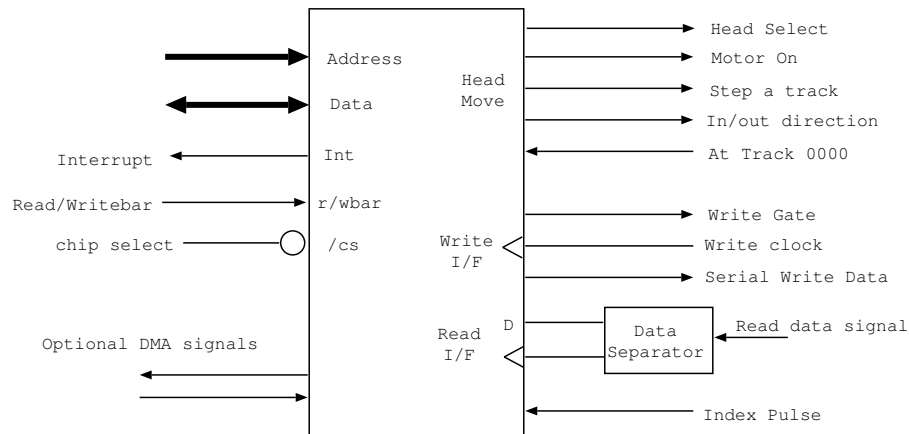 Address
Data
Interrupt
Int
Read/Writebar
r/wbar
chip select
/cs
Optional DMA signals
Head
Move
Head Select
Motor On
Step a track
In/out direction
At Track 0000
Write
I/F
Write Gate
Write clock
Serial Write Data
Read
I/F
D
Data
Separator
Read data signal
Index Pulse